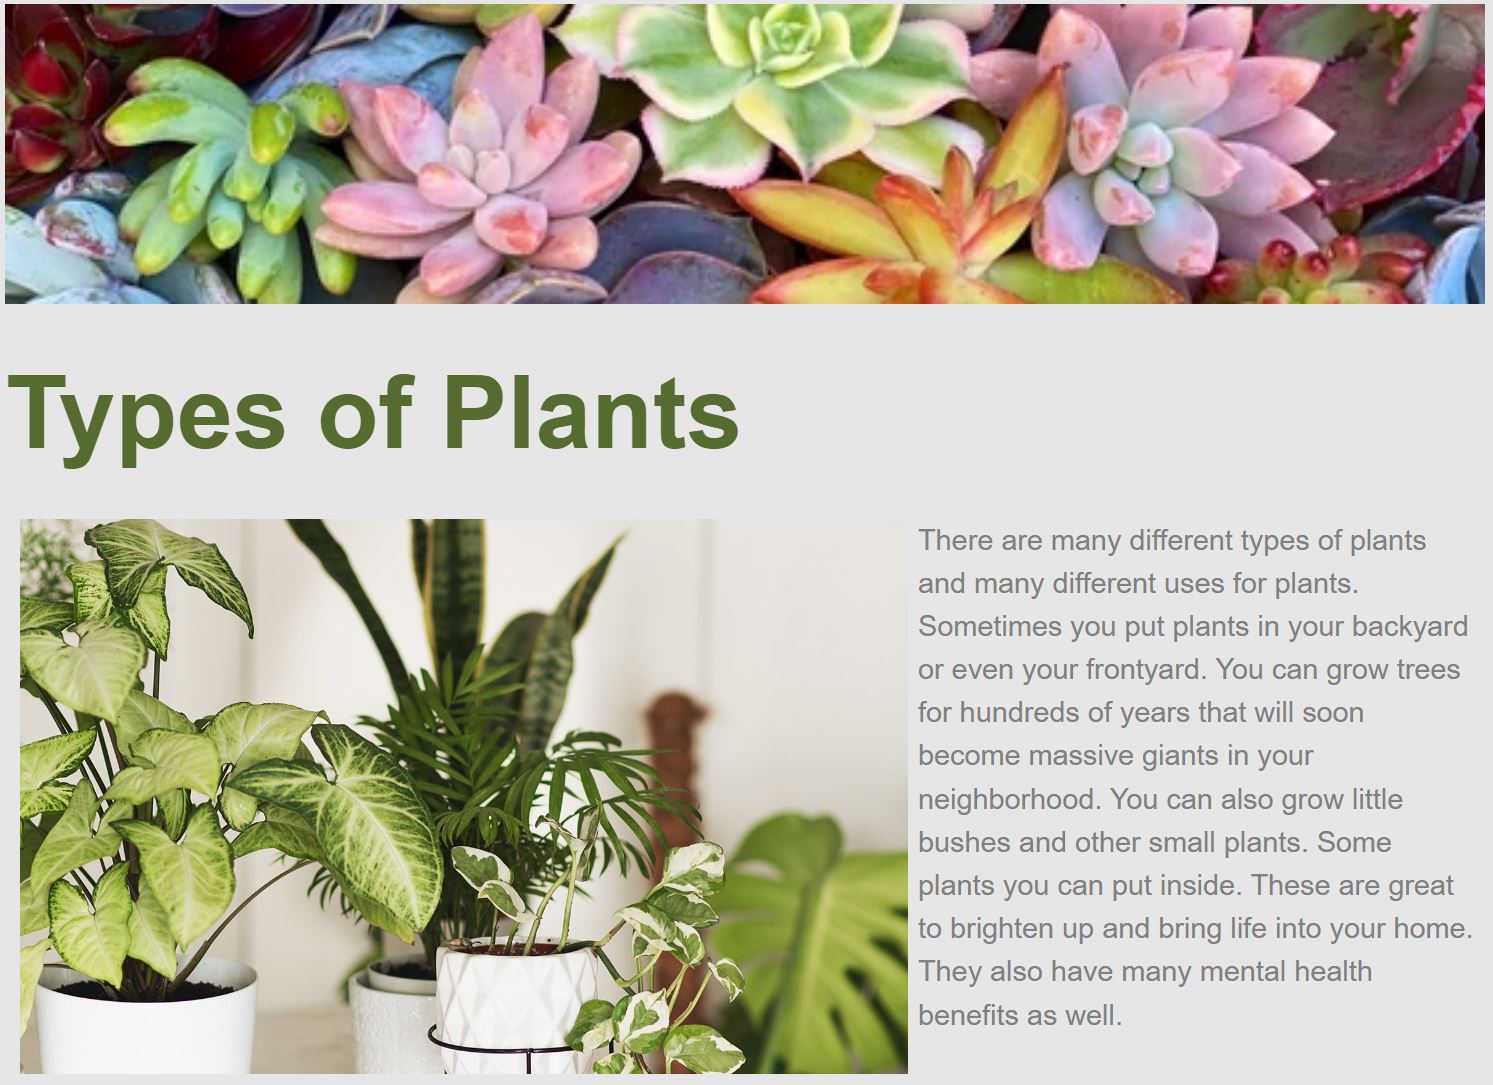 Types of Plants
There are many different types of plants
and many different uses for plants.
Sometimes you put plants in your backyard
or even your frontyard. You can grow trees
for hundreds of years that will soon
become massive giants in your
neighborhood. You can also grow little
bushes and other small plants. Some
plants you can put inside. These are great
to brighten up and bring life into your home.
They also have many mental health
benefits as well.